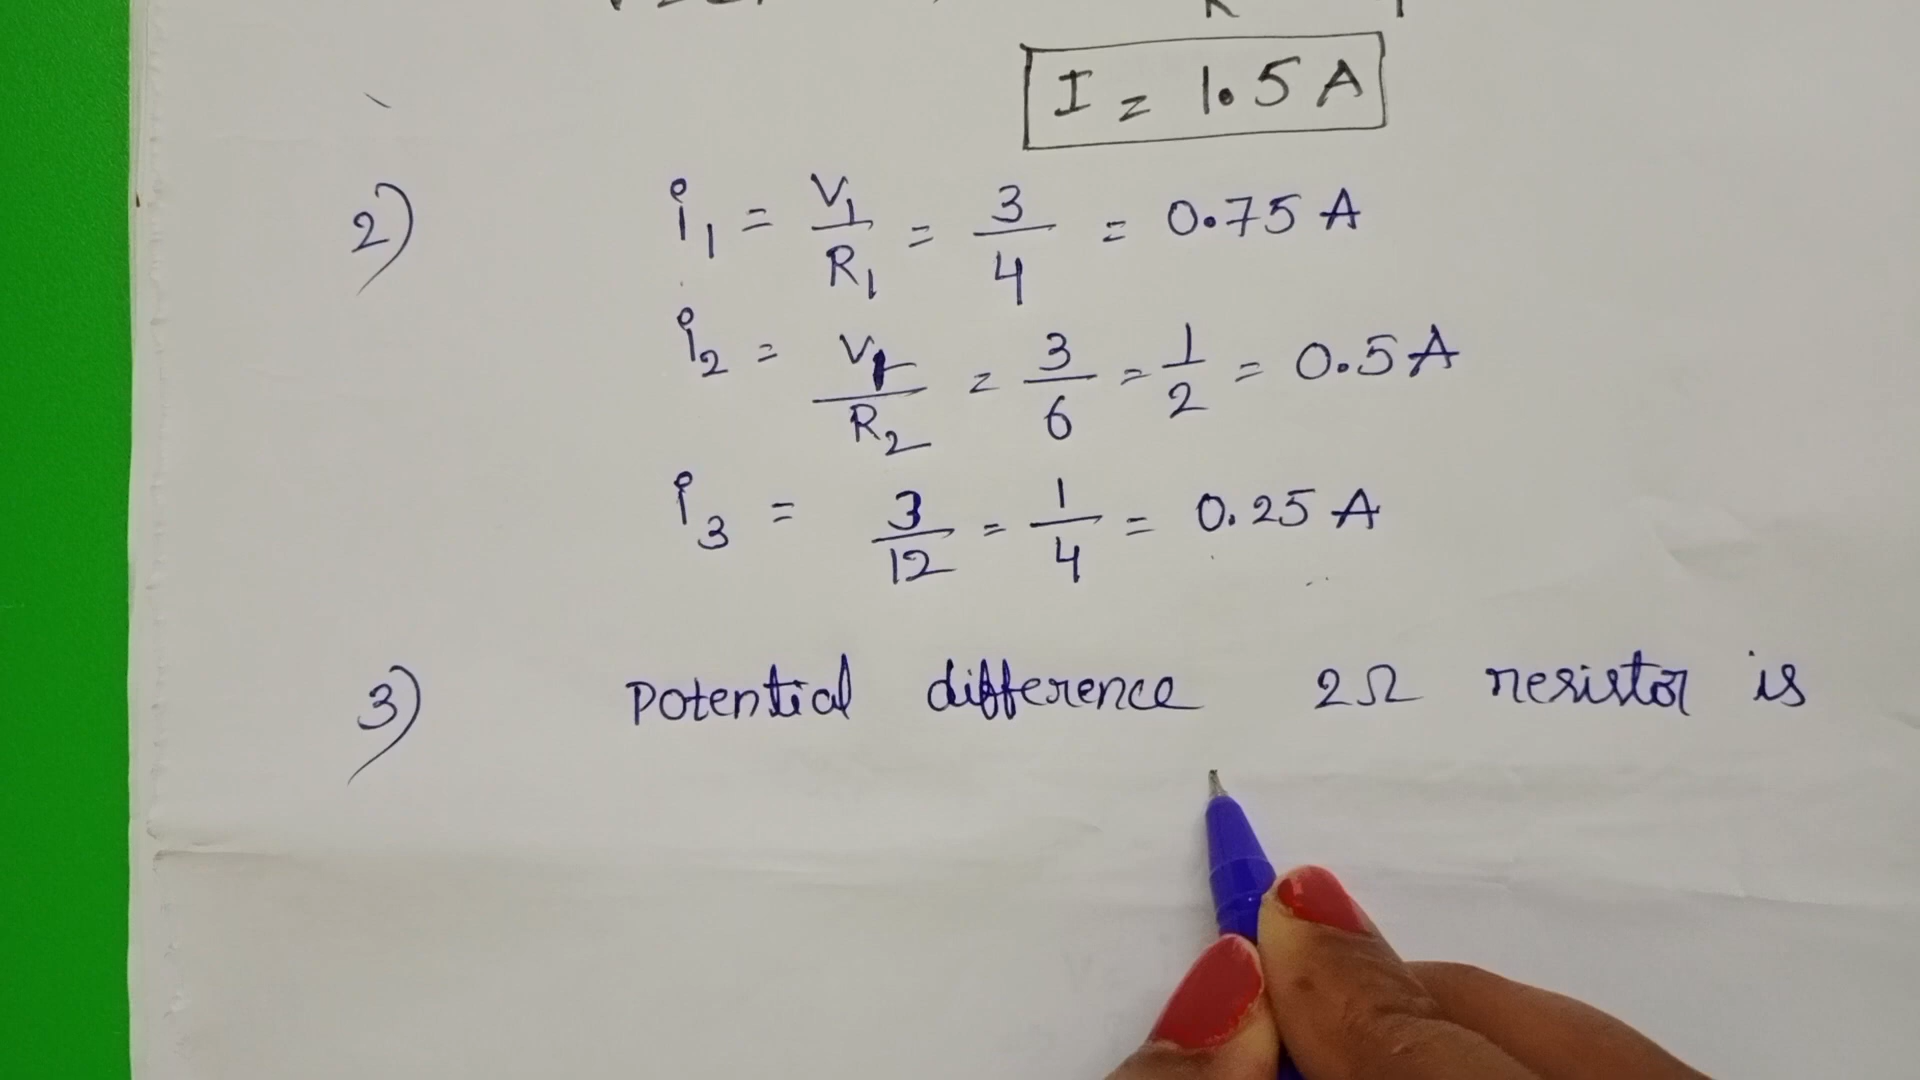 I = 1.5 A
2) i₁ = V₁/R₁ = 3/4 = 0.75 A
i₂ = V₁/R₂ = 3/6 = 1/2 = 0.5 A
i₃ = 3/12 = 1/4 = 0.25 A
3) Potential difference 2Ω resistor is